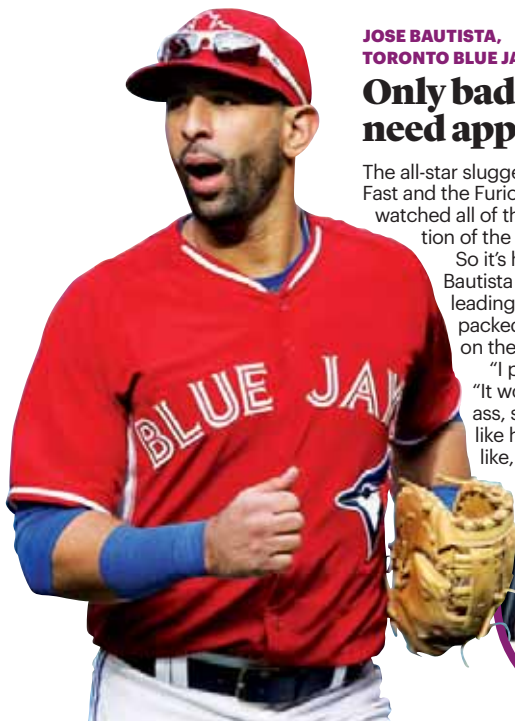 JOSE BAUTISTA,
TORONTO BLUE JA
Only bad
need app
The all-star slugge
Fast and the Furio
watched all of th
tion of the
So it's h
Bautista
leading
packed
on the
"I p
"It wo
ass, s
like h
like,
BLUE JAY